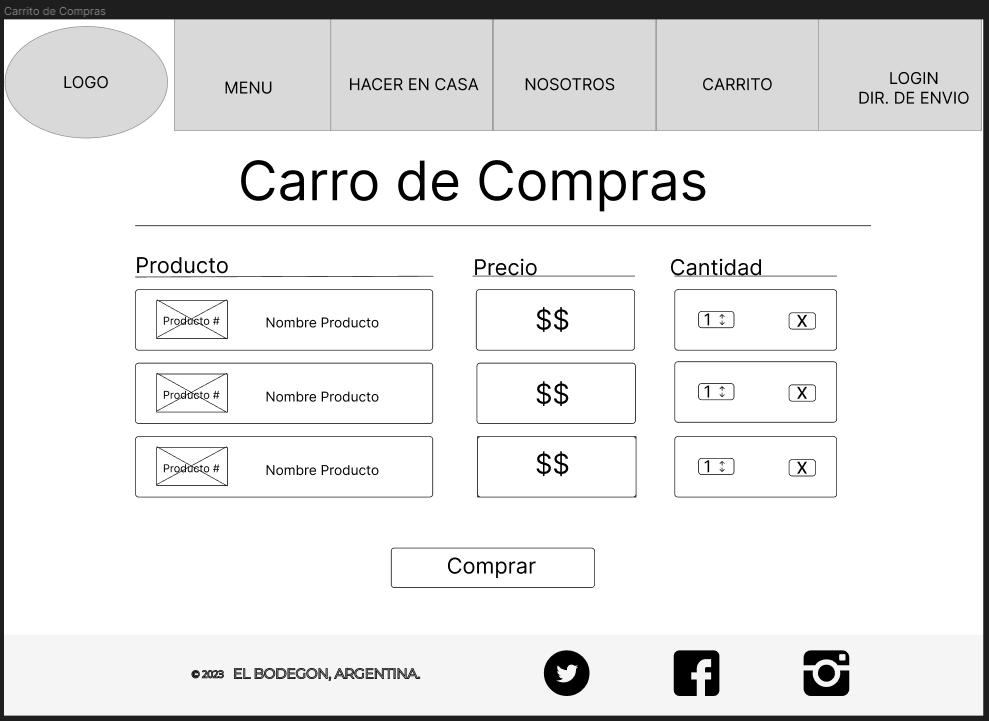 Carrito de Compras
LOGO
MENU
HACER EN CASA
NOSOTROS
CARRITO
LOGIN
DIR. DE ENVIO
Carro de Compras
Producto
Precio
Cantidad
Producto #
Nombre Producto
$$
1
X
Producto #
Nombre Producto
$$
1
X
Producto #
Nombre Producto
$$
1
X
Comprar
© 2023 EL BODEGON, ARGENTINA.